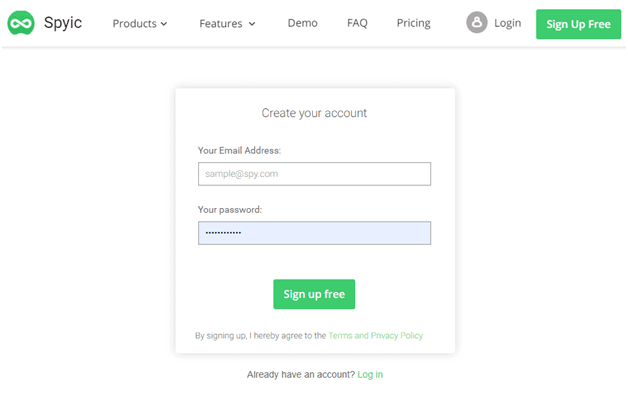 Spyic Products Features Demo FAQ Pricing Login Sign Up Free
Create your account
Your Email Address:
sample@spy.com
Your password:
••••••••••••
Sign up free
By signing up, I hereby agree to the Terms and Privacy Policy
Already have an account? Log in